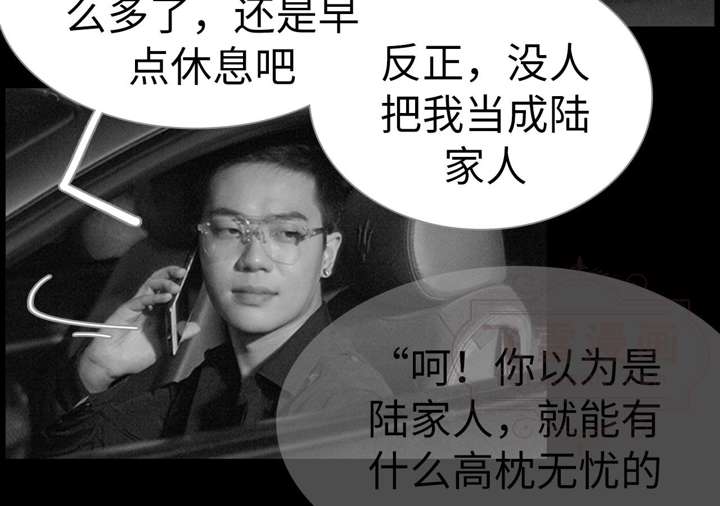 么多了，还是早
点休息吧
反正，没人
把我当成陆
家人
“呵！你以为是
陆家人，就能有
什么高枕无忧的